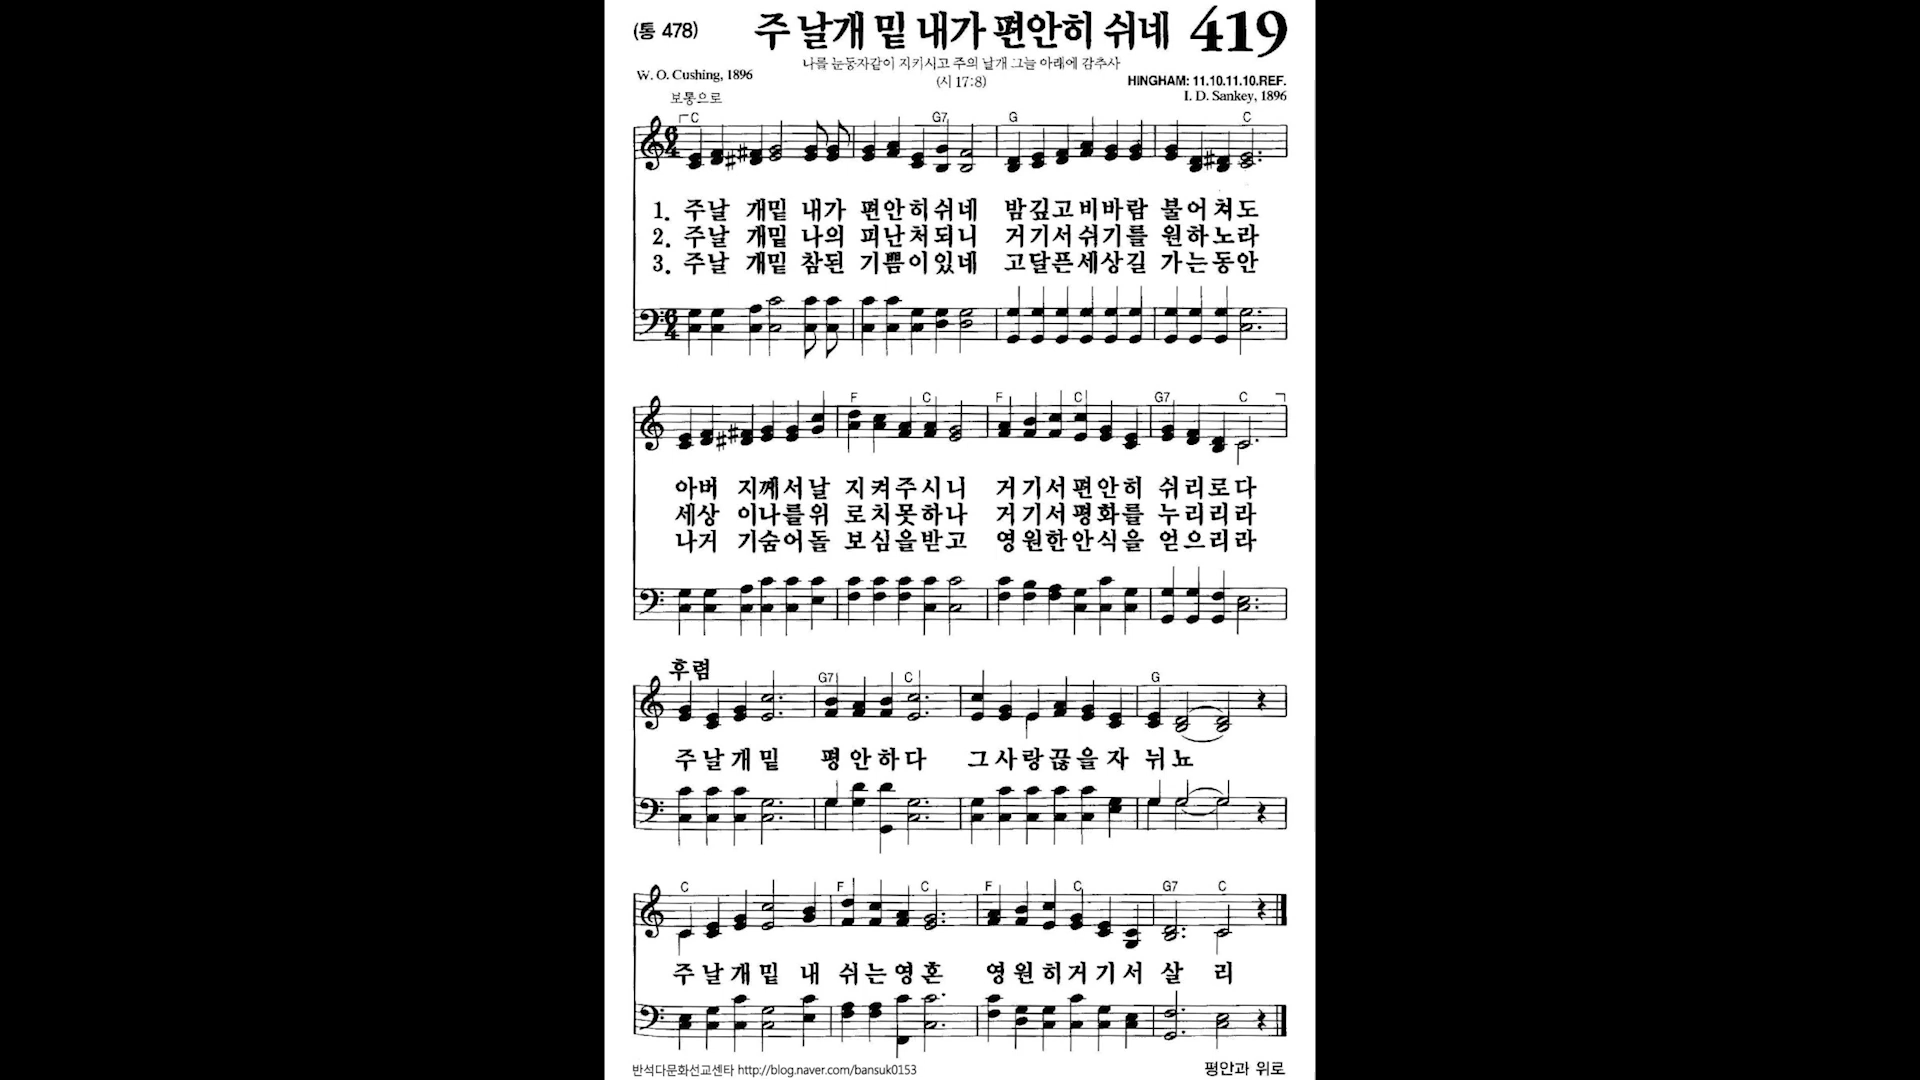 (통 478) 주 날개 밑 내가 편안히 쉬네 419
나를 눈동자같이 지키시고 주의 날개 그늘 아래에 감추사
(시 17:8)
W. O. Cushing, 1896
HINGHAM: 11.10.11.10.REF.
보통으로
I. D. Sankey, 1896
C G7 G C
1. 주날 개밑 내가 편안히쉬네 밤깊고비바람 불어쳐도
2. 주날 개밑 나의 피난처되니 거기서쉬기를 원하노라
3. 주날 개밑 참된 기쁨이있네 고달픈세상길 가는동안
F C F C G7 C
아버 지께서날 지켜주시니 거기서편안히 쉬리로다
세상 이나를위 로치못하나 거기서평화를 누리리라
나거 기숨어돌 보심을받고 영원한안식을 얻으리라
후렴
G7 C G
주날개밑 평안하다 그사랑끊을자 뉘뇨
C F C F C G7 C
주날개밑 내 쉬는영혼 영원히거기서 살 리
반석다문화선교센타 http://blog.naver.com/bansuk0153
평안과 위로